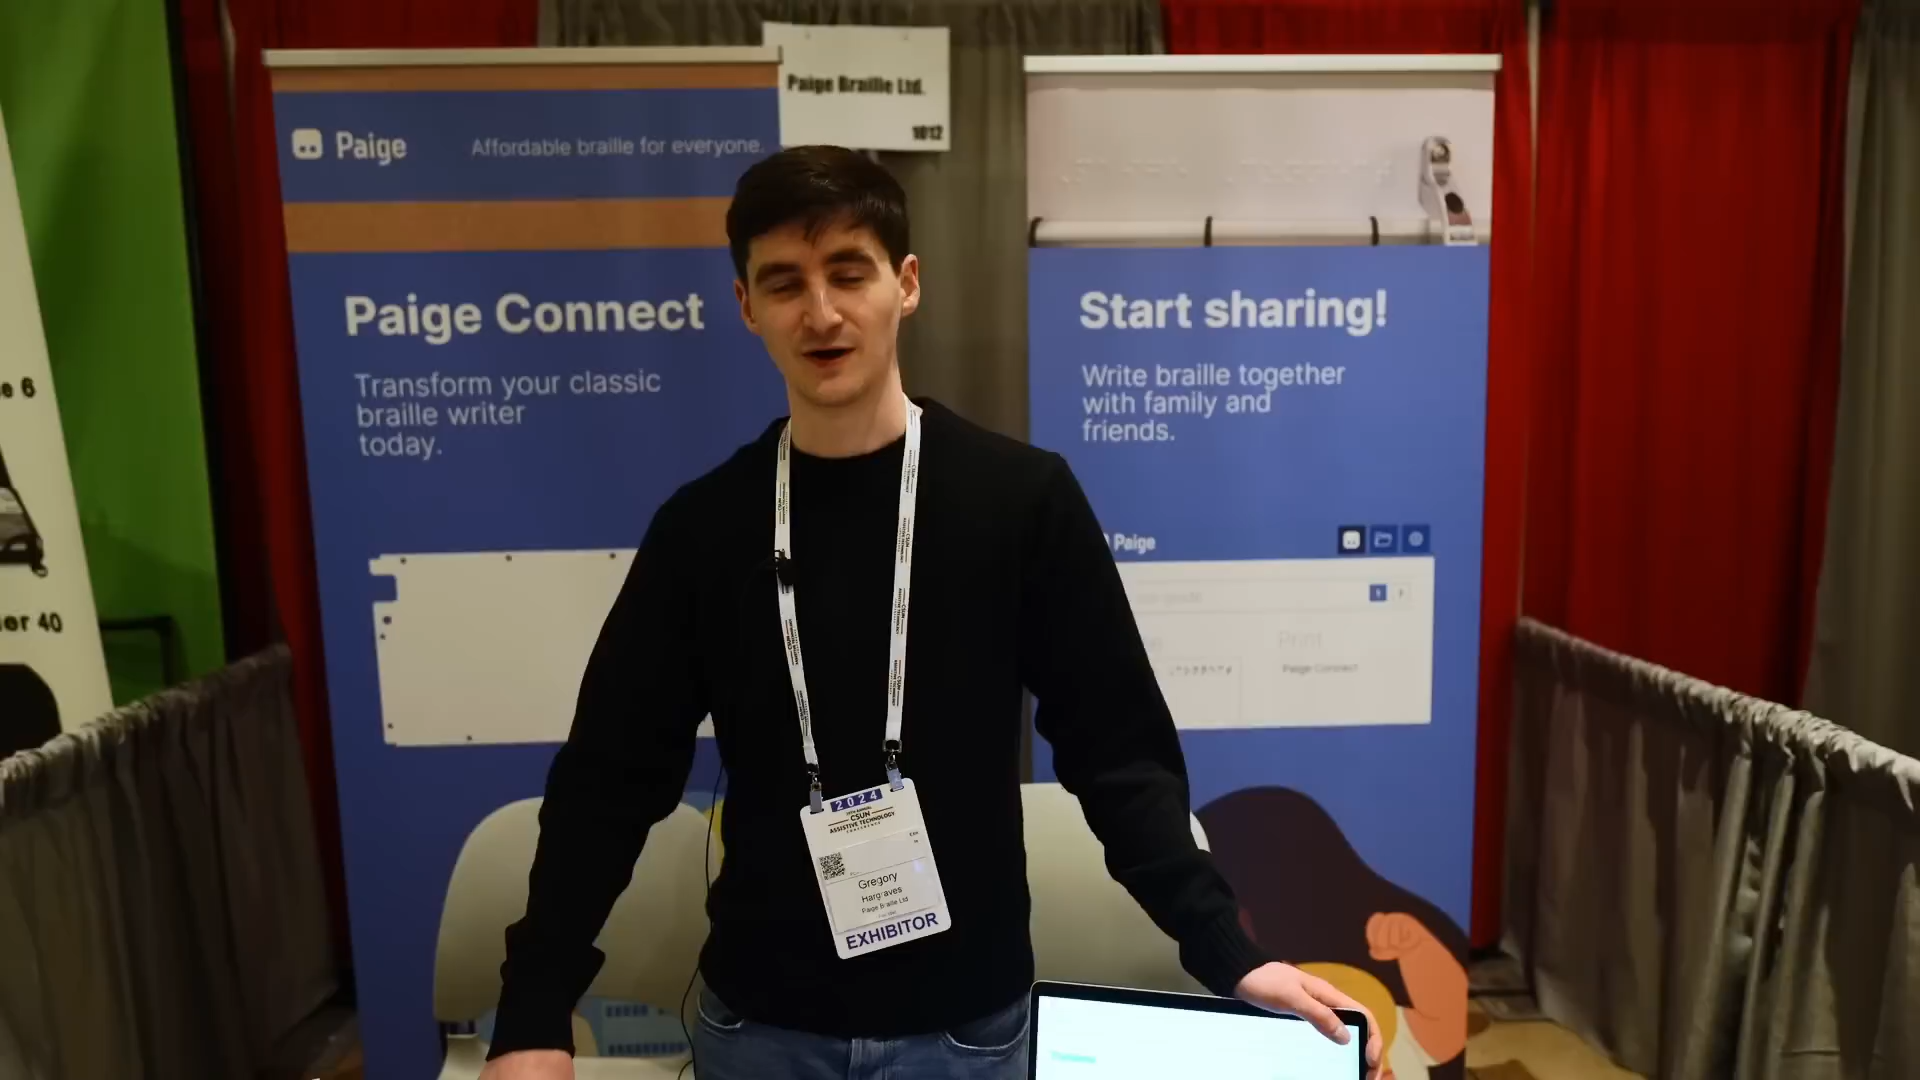 Paige Braille Ltd.
1012
Paige
Affordable braille for everyone.
Paige Connect
Transform your classic
braille writer
today.
Start sharing!
Write braille together
with family and
friends.
Paige
Print
Paige Connect
e 6
er 40
2024
CSUN
ASSISTIVE TECHNOLOGY
CONFERENCE
Gregory
Hargraves
Paige Braille Ltd
EXHIBITOR